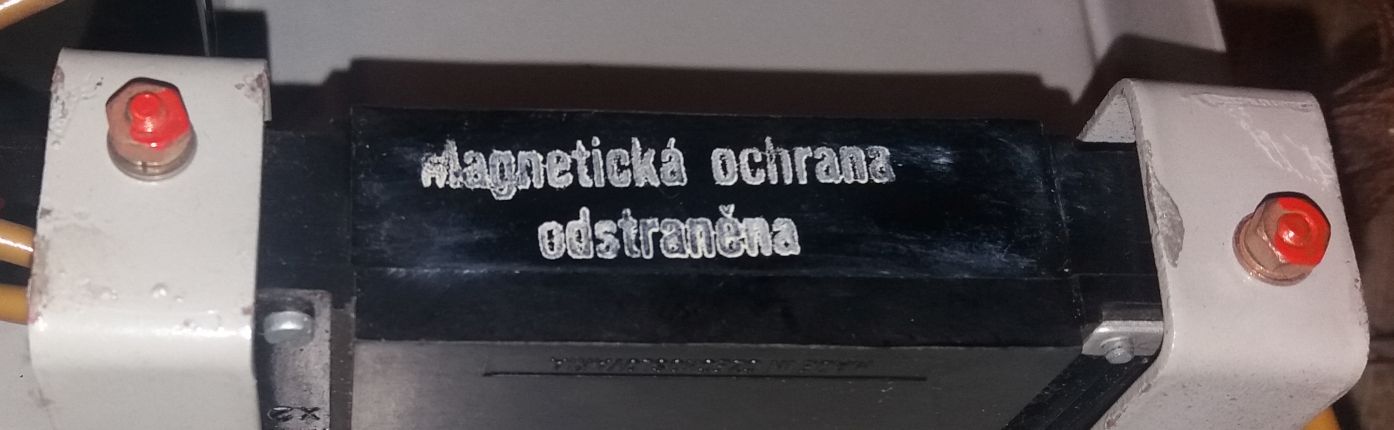 Magnetická ochrana
odstraněna